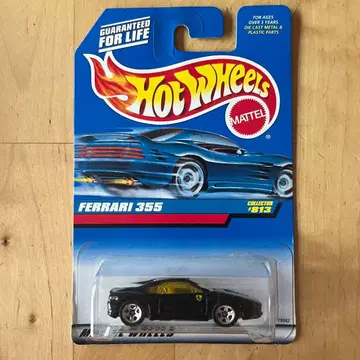 GUARANTEED
FOR LIFE
FOR AGES
OVER 3 YEARS
DIE CAST METAL &
PLASTIC PARTS
HOT WHEELS
®
MATTEL
FERRARI 355
COLLECTOR
#813